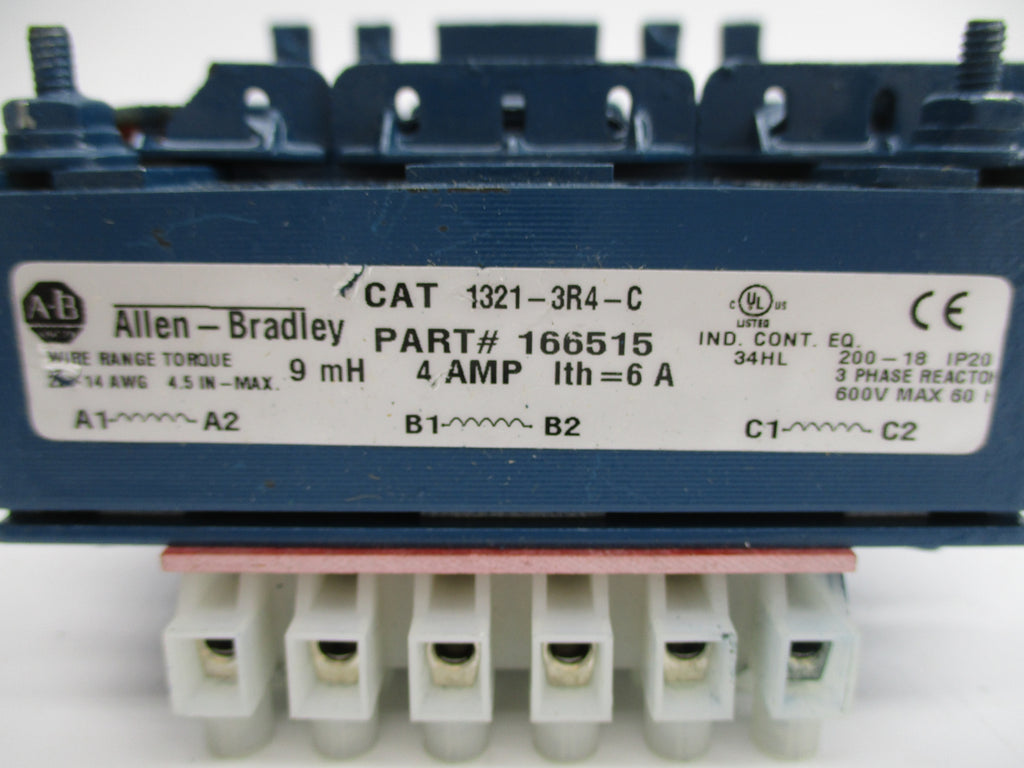 A-B
Allen-Bradley
WIRE RANGE TORQUE
14 AWG 4.5 IN-MAX.
CAT 1321-3R4-C
PART# 166515
9 mH 4 AMP Ith=6 A
C UL US
LISTED
IND. CONT. EQ.
34HL
CE
200-18 IP20
3 PHASE REACTO
600V MAX 60 H
A1 A2
B1 B2
C1 C2